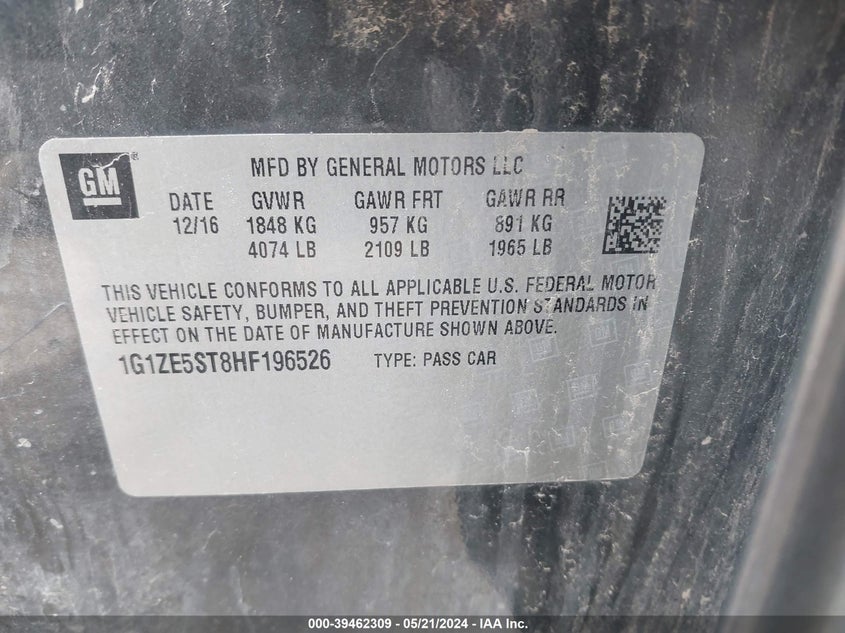 GM
MFD BY GENERAL MOTORS LLC
DATE GVWR GAWR FRT GAWR RR
12/16 1848 KG 957 KG 891 KG
4074 LB 2109 LB 1965 LB
THIS VEHICLE CONFORMS TO ALL APPLICABLE U.S. FEDERAL MOTOR
VEHICLE SAFETY, BUMPER, AND THEFT PREVENTION STANDARDS IN
EFFECT ON THE DATE OF MANUFACTURE SHOWN ABOVE.
1G1ZE5ST8HF196526 TYPE: PASS CAR
000-39462309 - 05/21/2024 - IAA Inc.